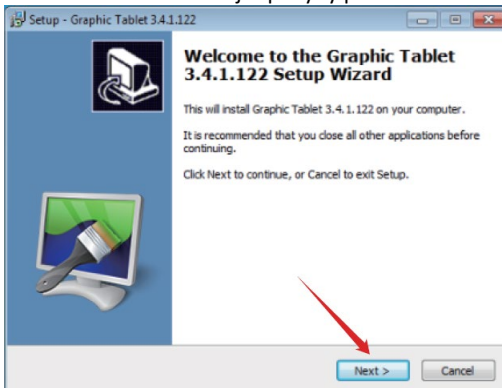 Setup - Graphic Tablet 3.4.1.122
Welcome to the Graphic Tablet
3.4.1.122 Setup Wizard
This will install Graphic Tablet 3.4.1.122 on your computer.
It is recommended that you close all other applications before
continuing.
Click Next to continue, or Cancel to exit Setup.
Next >
Cancel